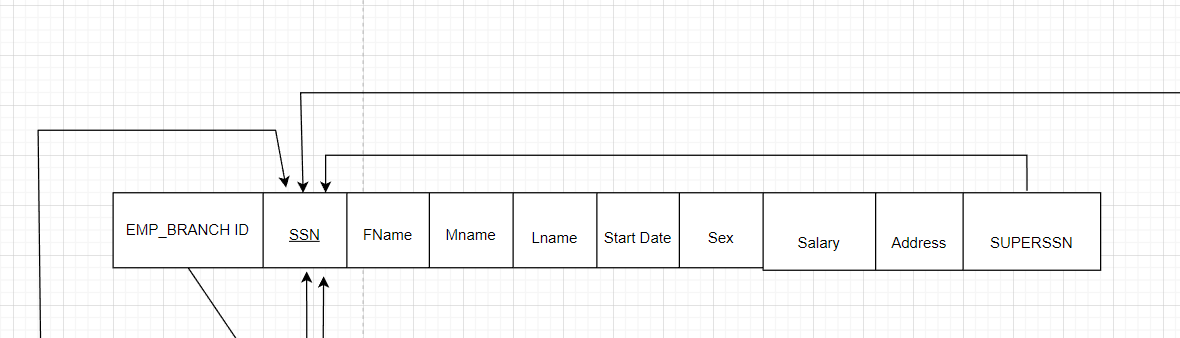 EMP_BRANCH ID
SSN
FName
Mname
Lname
Start Date
Sex
Salary
Address
SUPERSSN